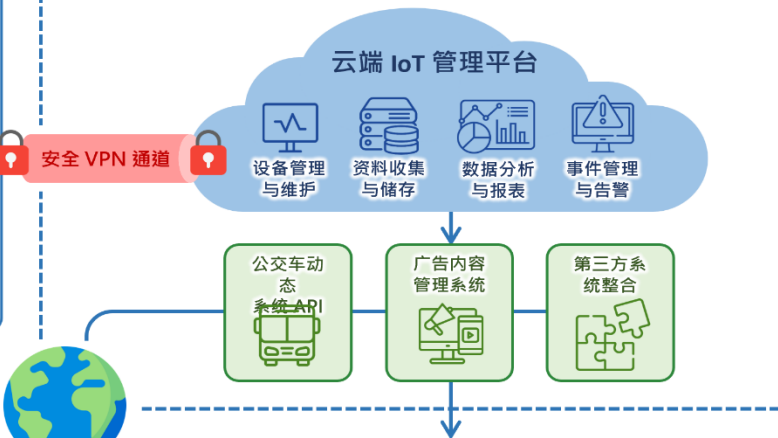 云端 IoT 管理平台
安全 VPN 通道
设备管理
与维护
资料收集
与储存
数据分析
与报表
事件管理
与告警
公交车动
态
系统 API
广告内容
管理系统
第三方系
统整合